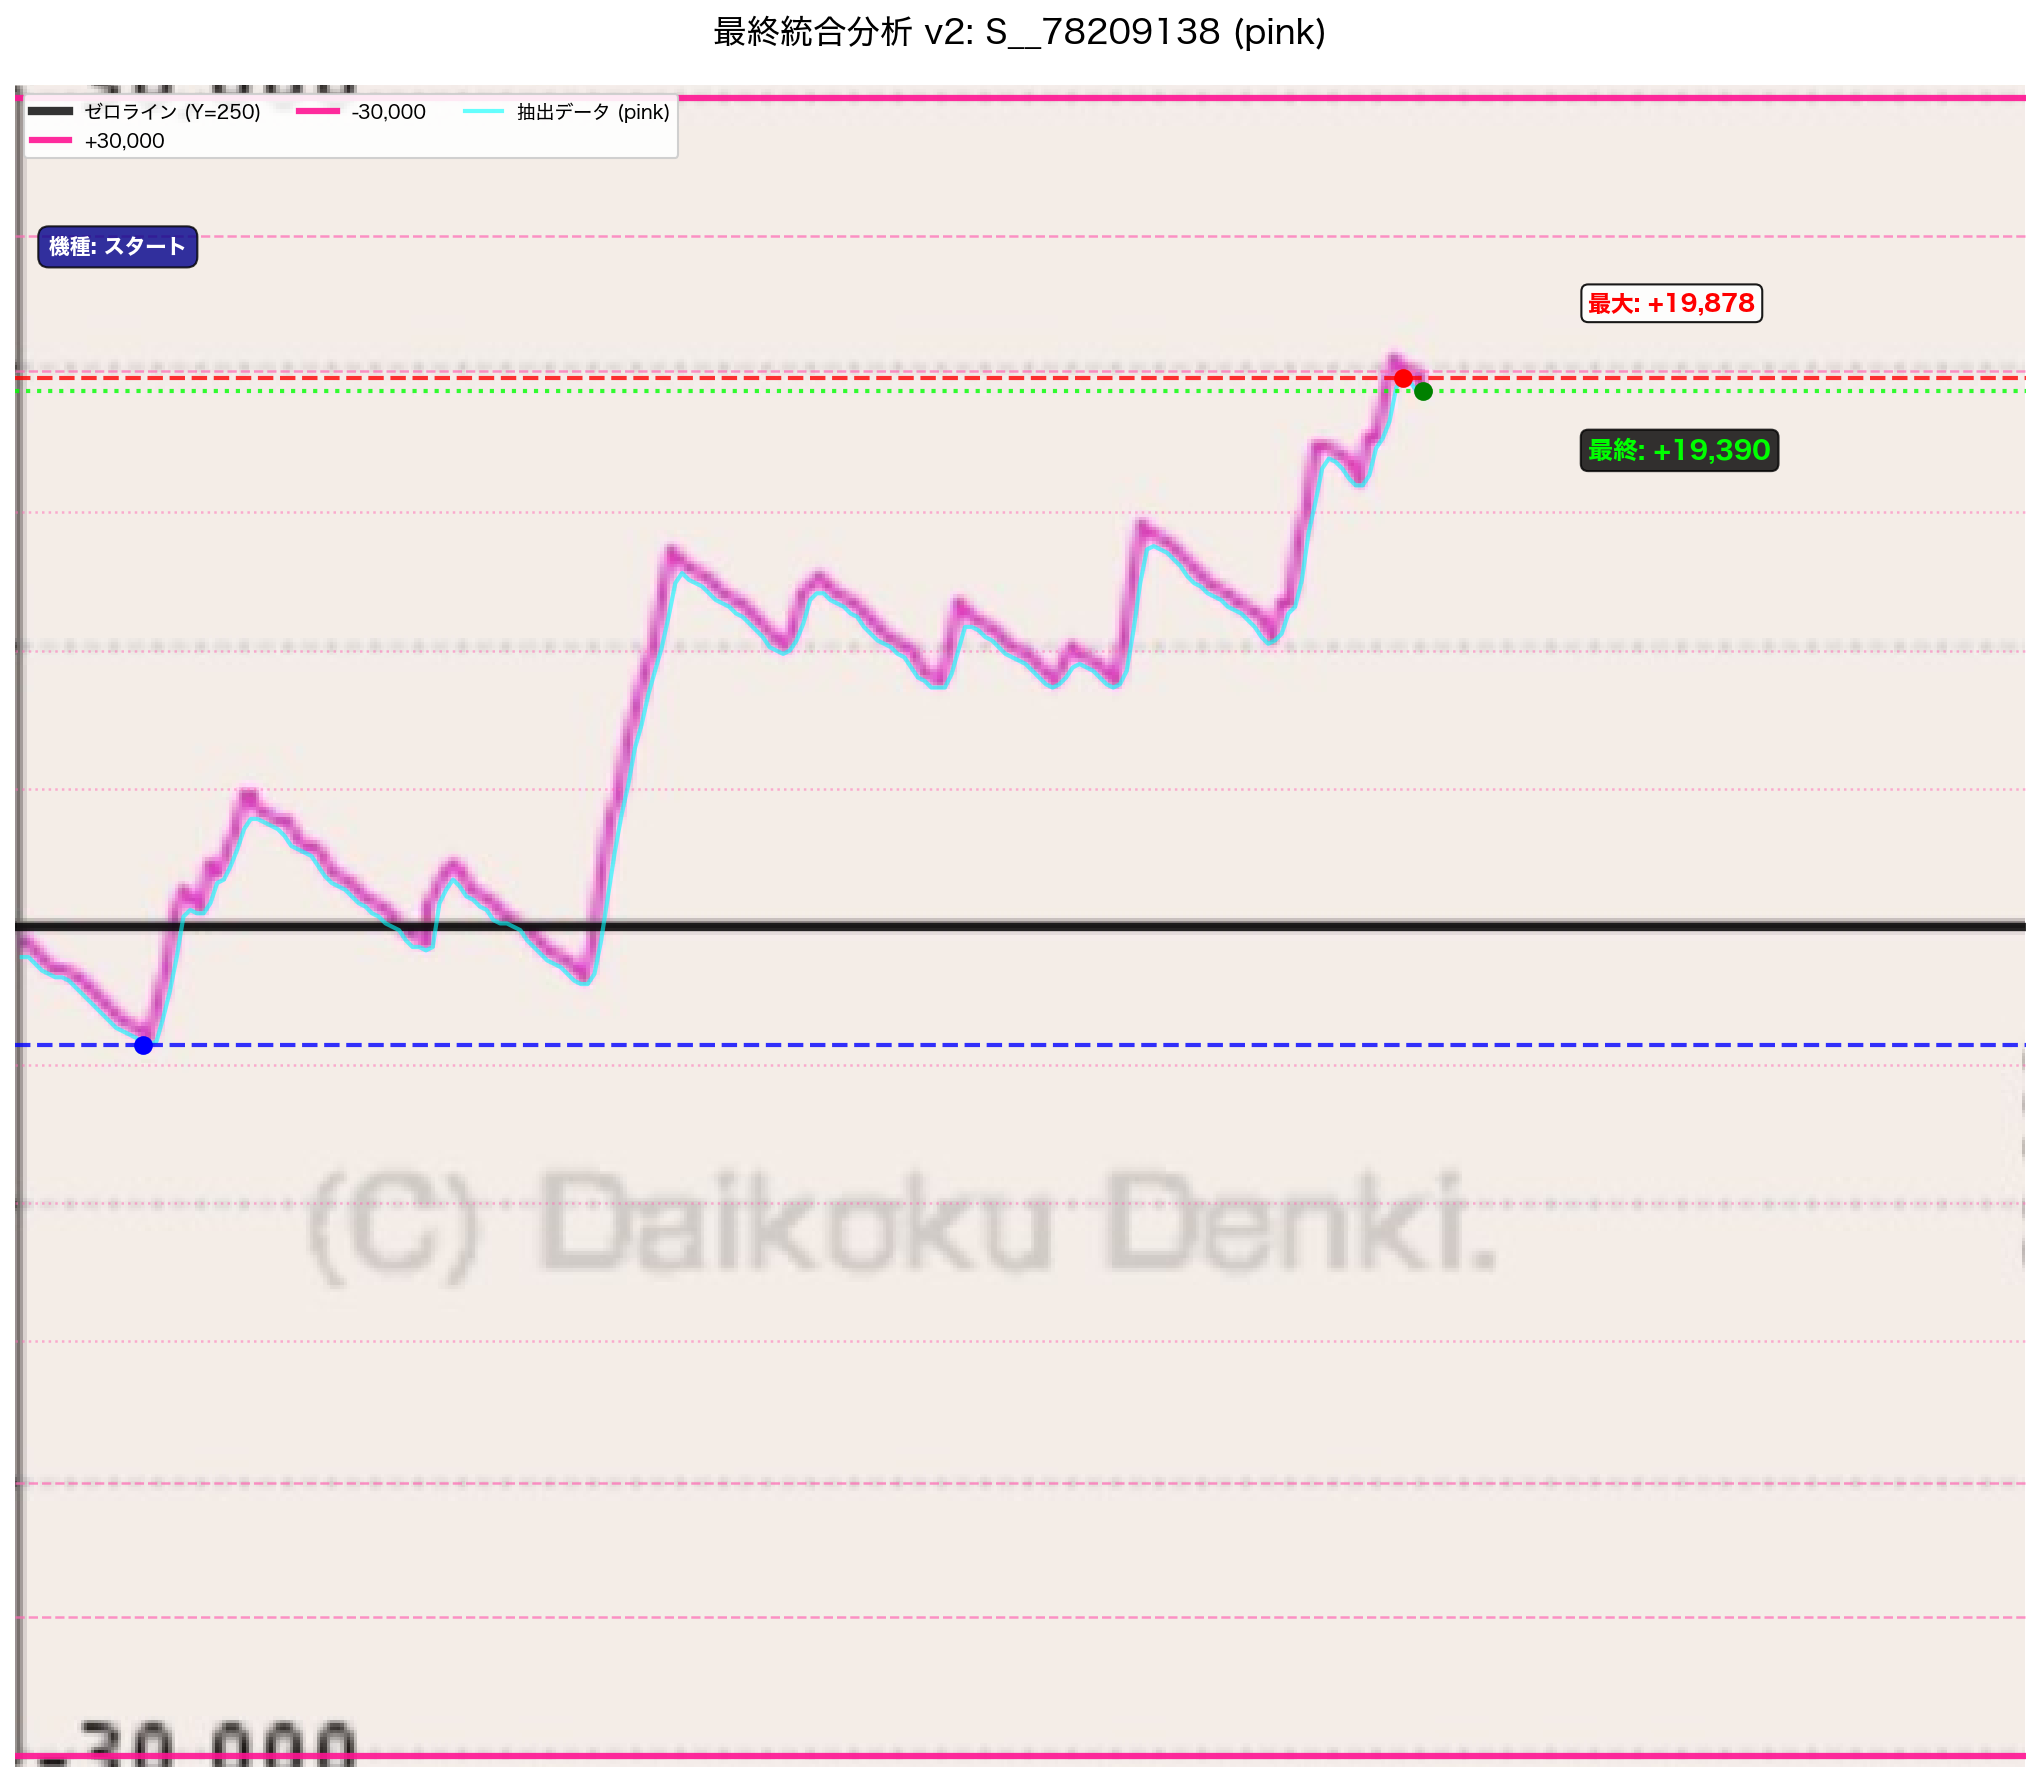 最終統合分析 v2: S__78209138 (pink)
30,000
ゼロライン (Y=250)
-30,000
抽出データ (pink)
+30,000
機種: スタート
最大: +19,878
最終: +19,390
(C) Daikoku Denki.
-30,000